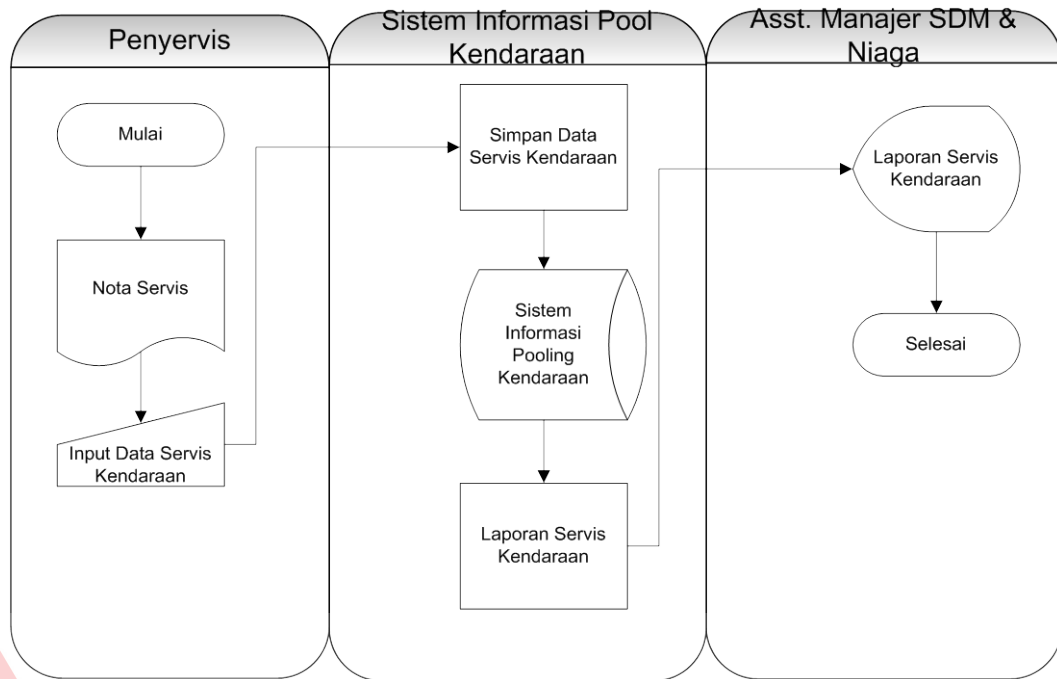 Penyervis
Sistem Informasi Pool
Kendaraan
Asst. Manajer SDM &
Niaga
Mulai
Nota Servis
Input Data Servis
Kendaraan
Simpan Data
Servis Kendaraan
Sistem
Informasi
Pooling
Kendaraan
Laporan Servis
Kendaraan
Laporan Servis
Kendaraan
Selesai